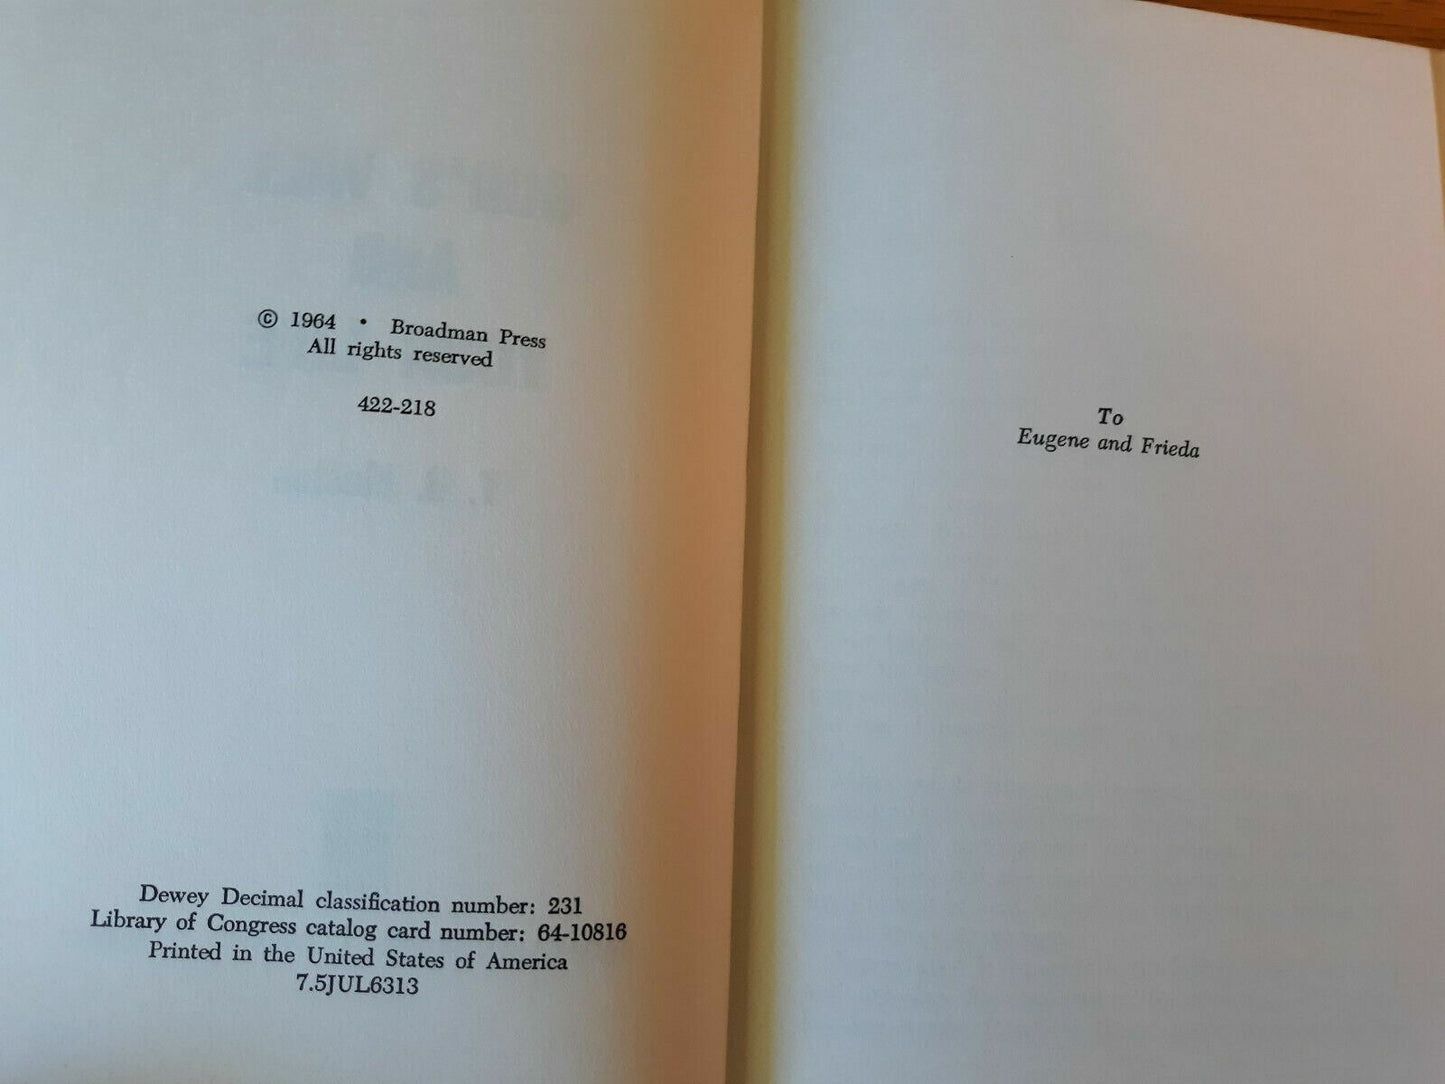 © 1964 • Broadman Press
All rights reserved
422-218
Dewey Decimal classification number: 231
Library of Congress catalog card number: 64-10816
Printed in the United States of America
7.5JUL6313
To
Eugene and Frieda